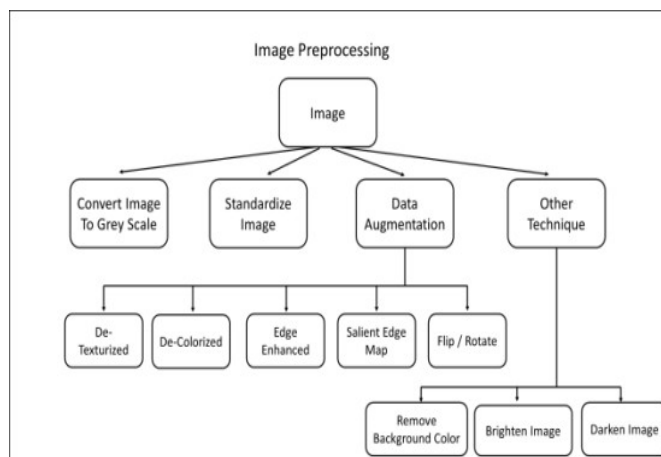 Image Preprocessing
Image
Convert Image
To Grey Scale
Standardize
Image
Data
Augmentation
Other
Technique
De-
Texturized
De-Colorized
Edge
Enhanced
Salient Edge
Map
Flip / Rotate
Remove
Background Color
Brighten Image
Darken Image